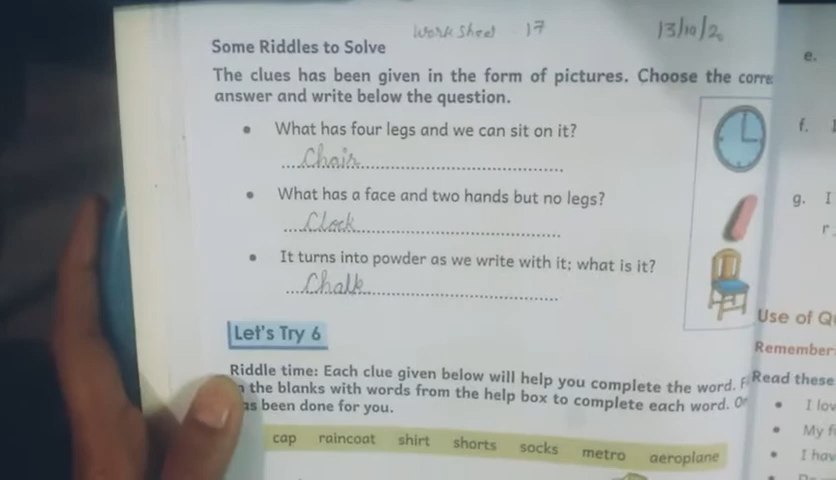 Work Sheet 17 13/10/2
Some Riddles to Solve
The clues has been given in the form of pictures. Choose the corre
answer and write below the question.
• What has four legs and we can sit on it?
Chair
• What has a face and two hands but no legs?
Clock
• It turns into powder as we write with it; what is it?
Chalk
Let's Try 6
Riddle time: Each clue given below will help you complete the word. F
the blanks with words from the help box to complete each word. On
as been done for you.
cap raincoat shirt shorts socks metro aeroplane
e.
f. I
g. I
r
Use of Q
Remember
Read these
• I lov
• My f
• I hav